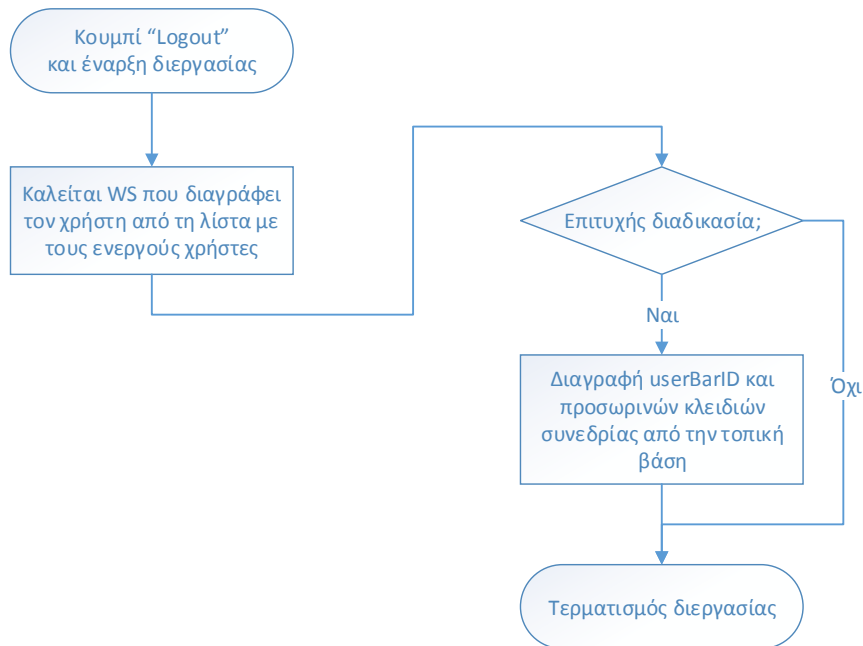 Κουμπί “Logout”
και έναρξη διεργασίας
Καλείται WS που διαγράφει
τον χρήστη από τη λίστα με
τους ενεργούς χρήστες
Επιτυχής διαδικασία;
Ναι
Διαγραφή userBarID και
προσωρινών κλειδιών
συνεδρίας από την τοπική
βάση
Όχι
Τερματισμός διεργασίας